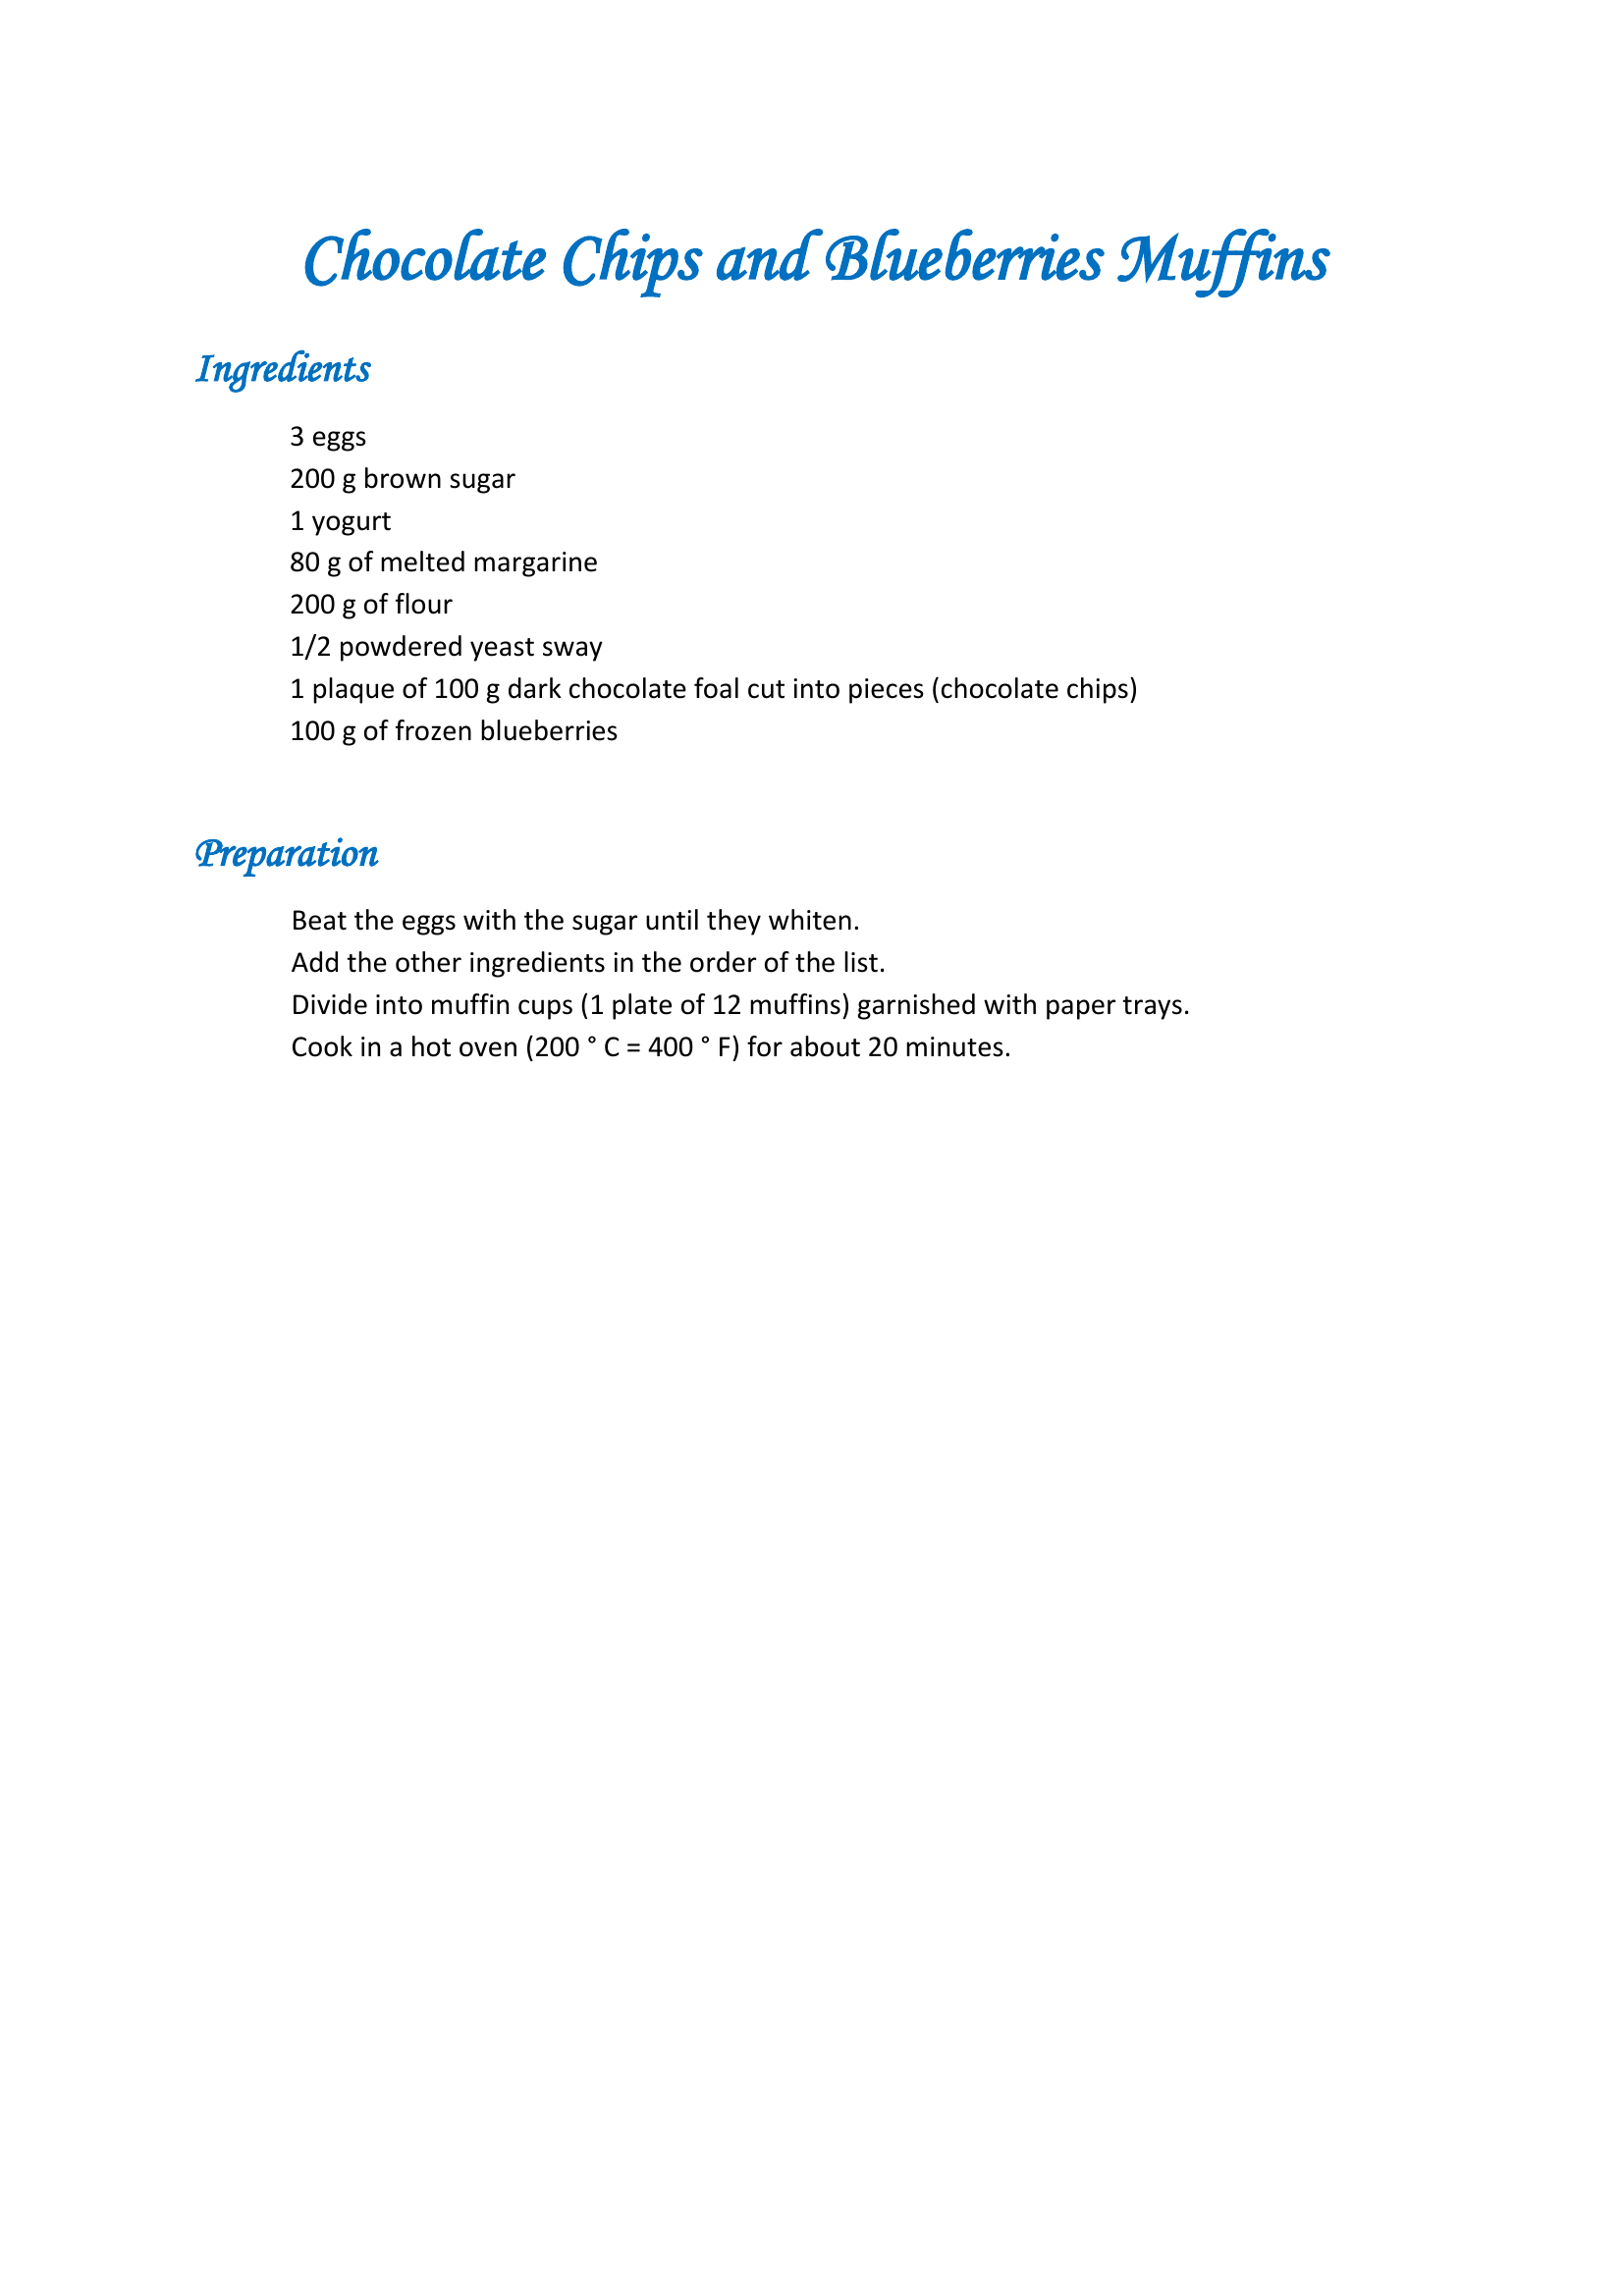 Chocolate Chips and Blueberries Muffins
Ingredients
3 eggs
200 g brown sugar
1 yogurt
80 g of melted margarine
200 g of flour
1/2 powdered yeast sway
1 plaque of 100 g dark chocolate foal cut into pieces (chocolate chips)
100 g of frozen blueberries
Preparation
Beat the eggs with the sugar until they whiten.
Add the other ingredients in the order of the list.
Divide into muffin cups (1 plate of 12 muffins) garnished with paper trays.
Cook in a hot oven (200 ° C = 400 ° F) for about 20 minutes.